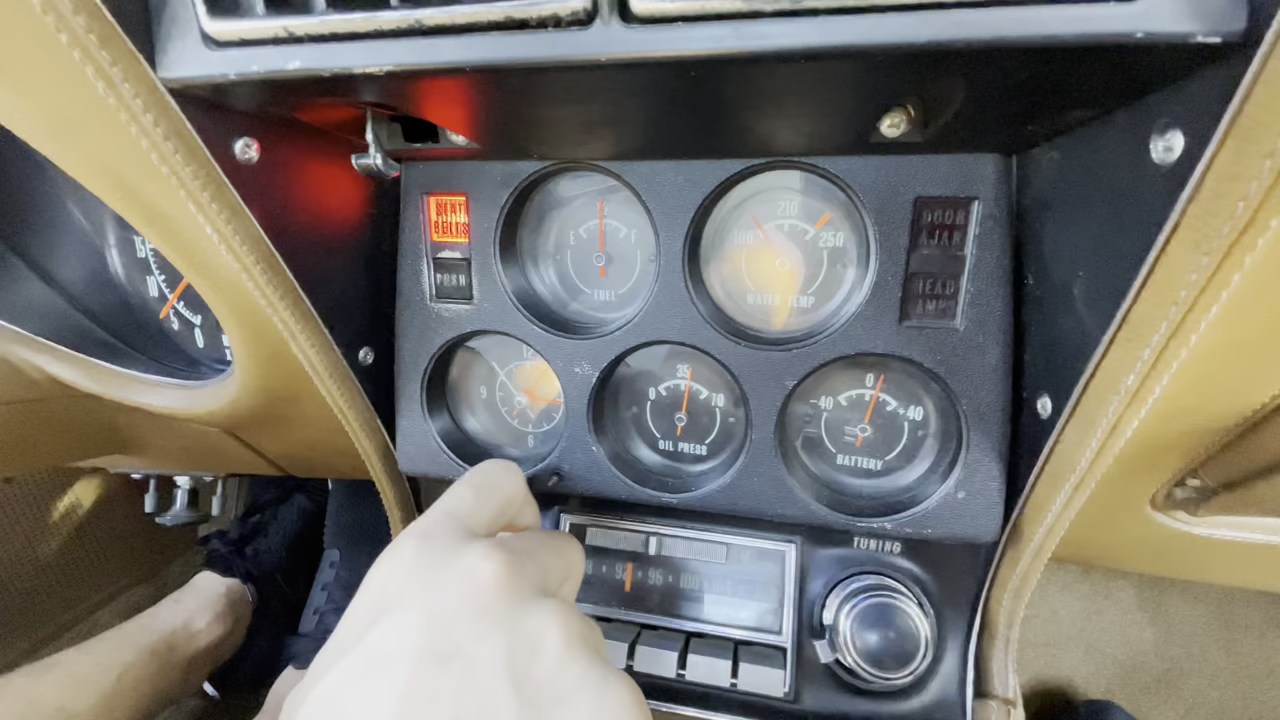 15
10
5
0
SEAT
BELTS
PUSH
E F
FUEL
210
100 250
WATER TEMP
DOOR
AJAR
HEAD
12
9
6
35
0 70
OIL PRESS
0
-40 +40
BATTERY
TUNING
96 100